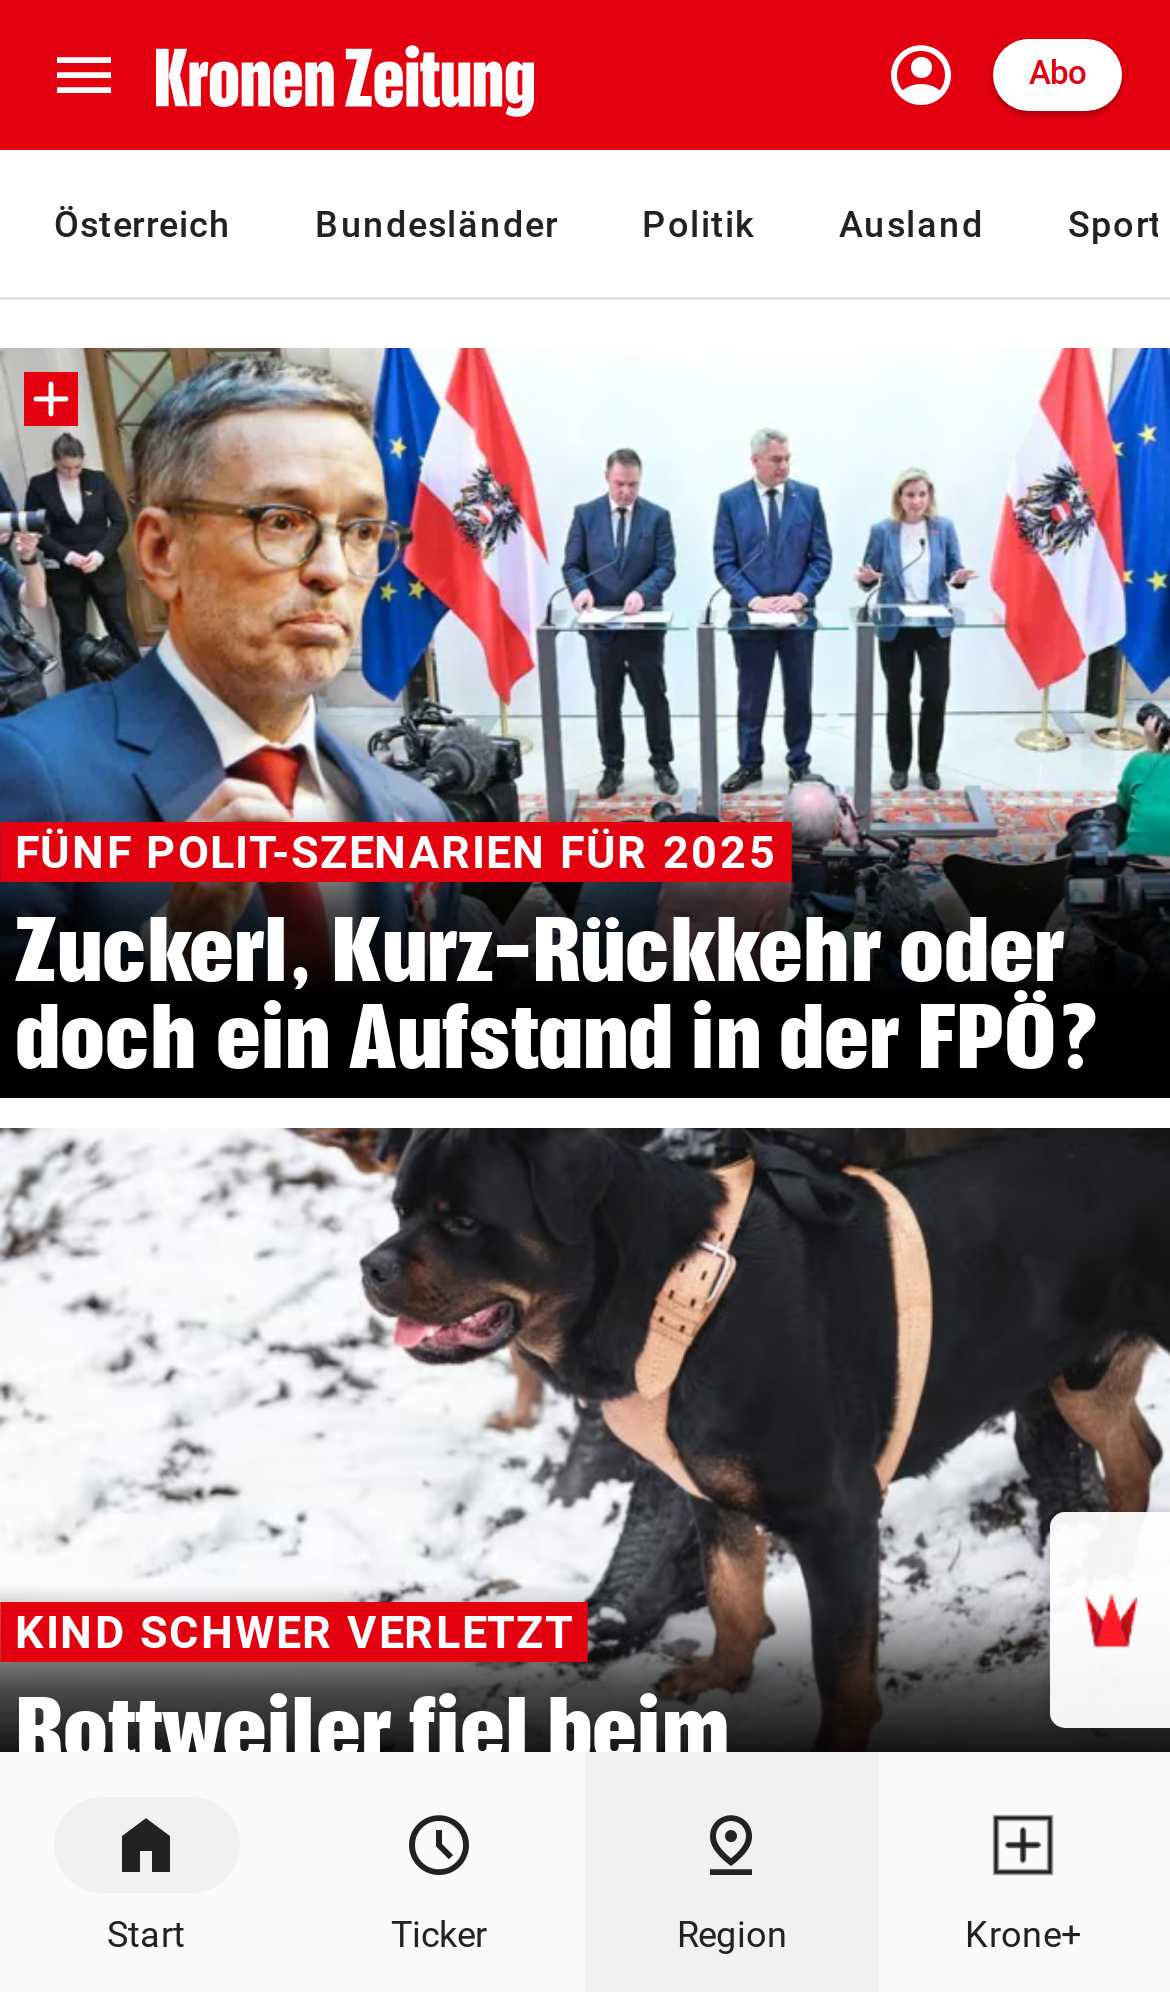 Kronen Zeitung
Abo
Österreich Bundesländer Politik Ausland Sport
FÜNF POLIT-SZENARIEN FÜR 2025
Zuckerl, Kurz-Rückkehr oder
doch ein Aufstand in der FPÖ?
KIND SCHWER VERLETZT
Rottweiler fiel beim
Start Ticker Region Krone+